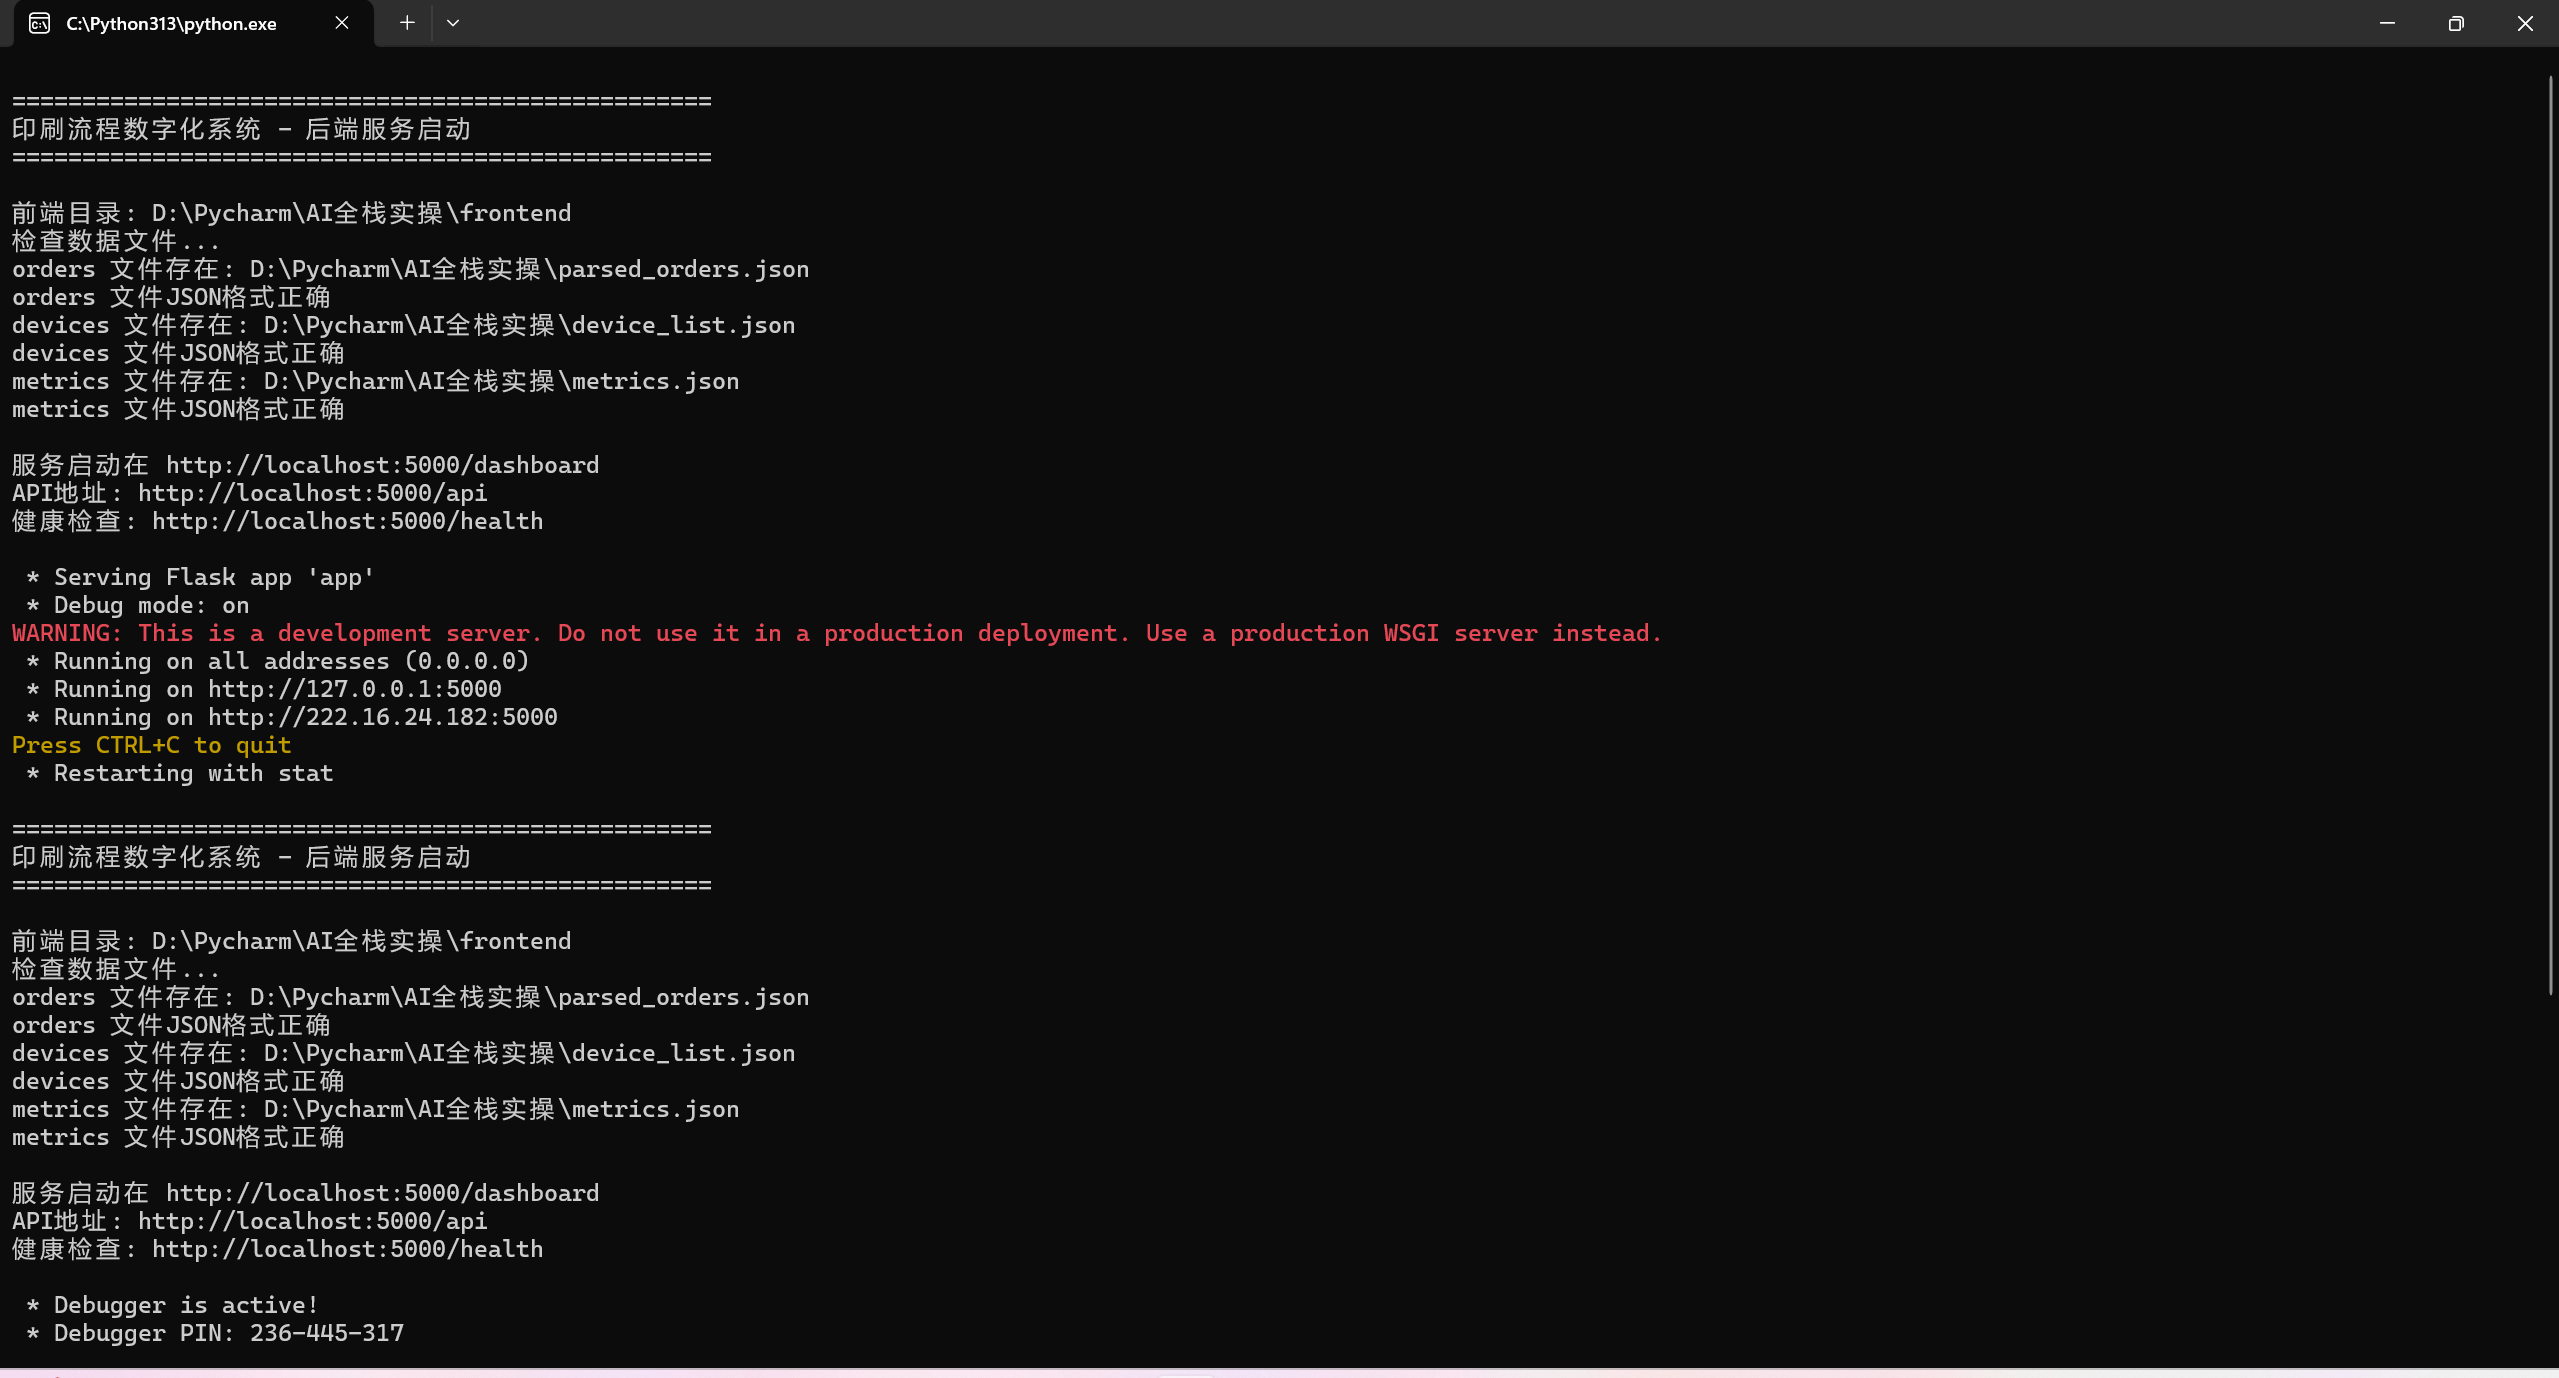 C:\Python313\python.exe
==================================================
印刷流程数字化系统 - 后端服务启动
==================================================
前端目录: D:\Pycharm\AI全栈实操\frontend
检查数据文件...
orders 文件存在: D:\Pycharm\AI全栈实操\parsed_orders.json
orders 文件JSON格式正确
devices 文件存在: D:\Pycharm\AI全栈实操\device_list.json
devices 文件JSON格式正确
metrics 文件存在: D:\Pycharm\AI全栈实操\metrics.json
metrics 文件JSON格式正确
服务启动在 http://localhost:5000/dashboard
API地址: http://localhost:5000/api
健康检查: http://localhost:5000/health
 * Serving Flask app 'app'
 * Debug mode: on
WARNING: This is a development server. Do not use it in a production deployment. Use a production WSGI server instead.
 * Running on all addresses (0.0.0.0)
 * Running on http://127.0.0.1:5000
 * Running on http://222.16.24.182:5000
Press CTRL+C to quit
 * Restarting with stat
==================================================
印刷流程数字化系统 - 后端服务启动
==================================================
前端目录: D:\Pycharm\AI全栈实操\frontend
检查数据文件...
orders 文件存在: D:\Pycharm\AI全栈实操\parsed_orders.json
orders 文件JSON格式正确
devices 文件存在: D:\Pycharm\AI全栈实操\device_list.json
devices 文件JSON格式正确
metrics 文件存在: D:\Pycharm\AI全栈实操\metrics.json
metrics 文件JSON格式正确
服务启动在 http://localhost:5000/dashboard
API地址: http://localhost:5000/api
健康检查: http://localhost:5000/health
 * Debugger is active!
 * Debugger PIN: 236-445-317